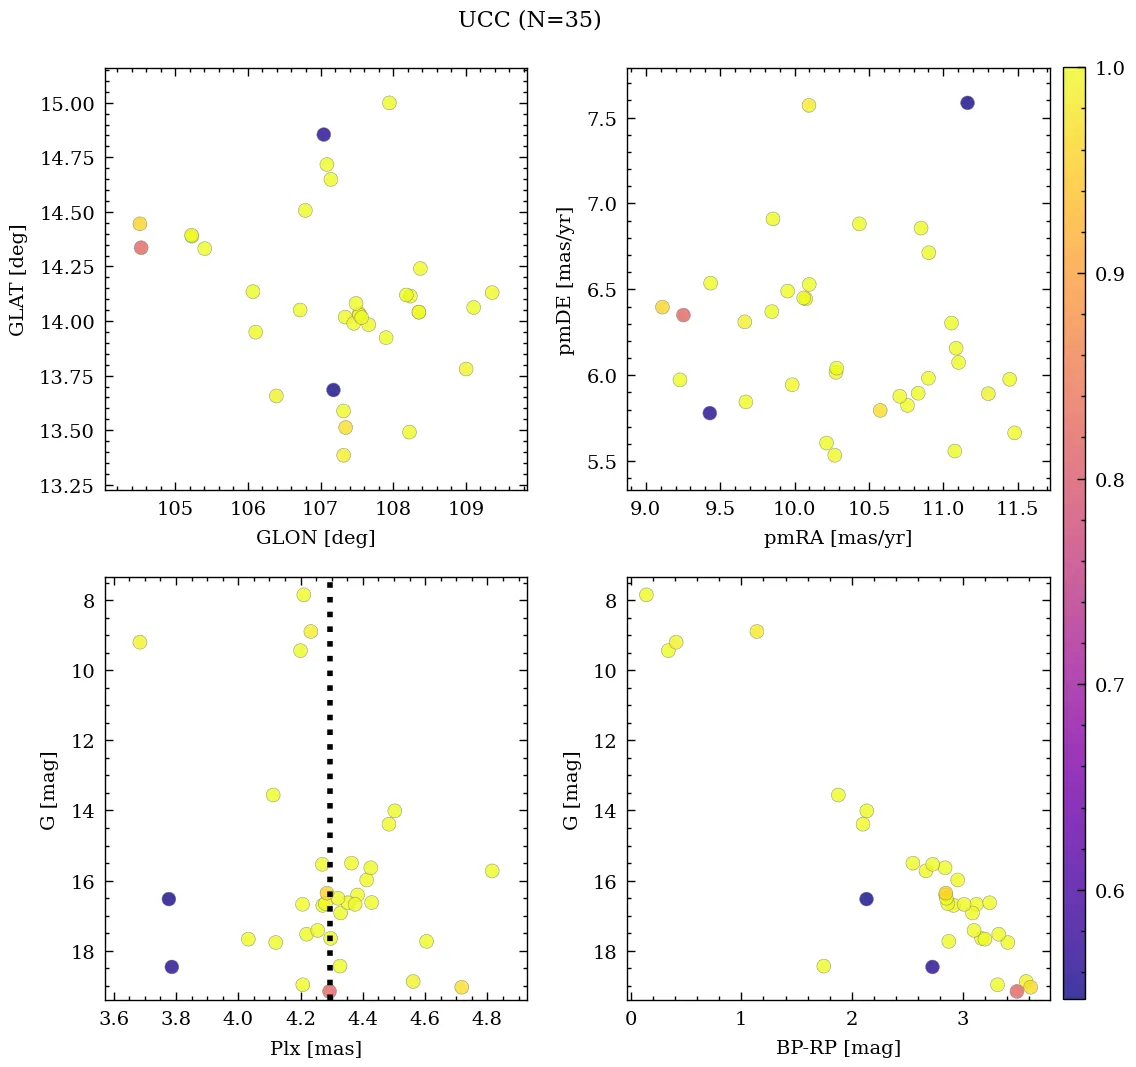 UCC (N=35)
15.00
14.75
14.50
14.25
14.00
13.75
13.50
13.25
GLAT [deg]
105 106 107 108 109
GLON [deg]
7.5
7.0
6.5
6.0
5.5
pmDE [mas/yr]
9.0 9.5 10.0 10.5 11.0 11.5
pmRA [mas/yr]
8
10
12
14
16
18
G [mag]
3.6 3.8 4.0 4.2 4.4 4.6 4.8
Plx [mas]
8
10
12
14
16
18
G [mag]
0 1 2 3
BP-RP [mag]
1.0
0.9
0.8
0.7
0.6